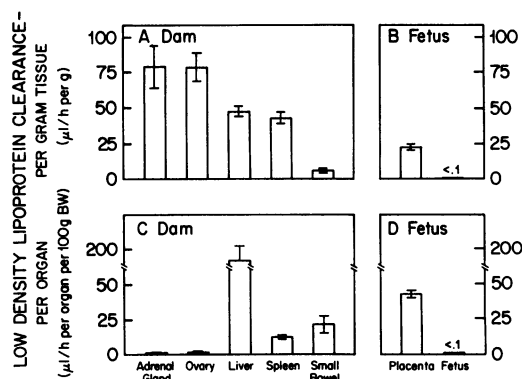 LOW DENSITY LIPOPROTEIN CLEARANCE-
PER GRAM TISSUE
(µl/h per g)
PER ORGAN
(µl/h per organ per 100g BW)
A Dam
100
75
50
25
0
B Fetus
<.1
100
75
50
25
0
C Dam
200
50
25
0
Adrenal Gland
Ovary
Liver
Spleen
Small Bowel
D Fetus
<.1
200
50
25
0
Placenta
Fetus